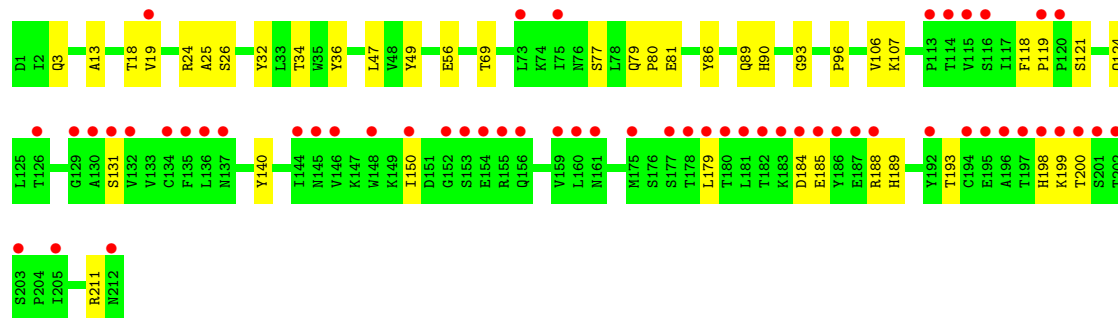 D1 I2 Q3 A13 T18 V19 R24 A25 S26 Y32 L33 T34 W35 Y36 L47 V48 Y49 E56 T69 L73 K74 I75 N76 S77 L78 Q79 P80 E81 Y86 Q89 H90 G93 P96 V106 K107 P113 T114 V115 S116 I117 F118 P119 P120 S121 Q124
L125 T126 G129 A130 S131 V132 V133 C134 F135 L136 N137 Y140 I144 N145 V146 K147 W148 K149 I150 D151 G152 S153 E154 R155 Q156 V159 L160 N161 M175 S176 S177 T178 L179 T180 L181 T182 K183 D184 E185 Y186 E187 R188 H189 Y192 T193 C194 E195 A196 T197 H198 K199 T200 S201 T202
S203 P204 I205 R211 N212